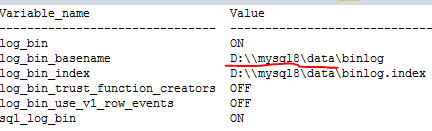 Variable_name Value
------------------------------- --------------------------------
log_bin ON
log_bin_basename D:\\mysql8\data\binlog
log_bin_index D:\\mysql8\data\binlog.index
log_bin_trust_function_creators OFF
log_bin_use_v1_row_events OFF
sql_log_bin ON